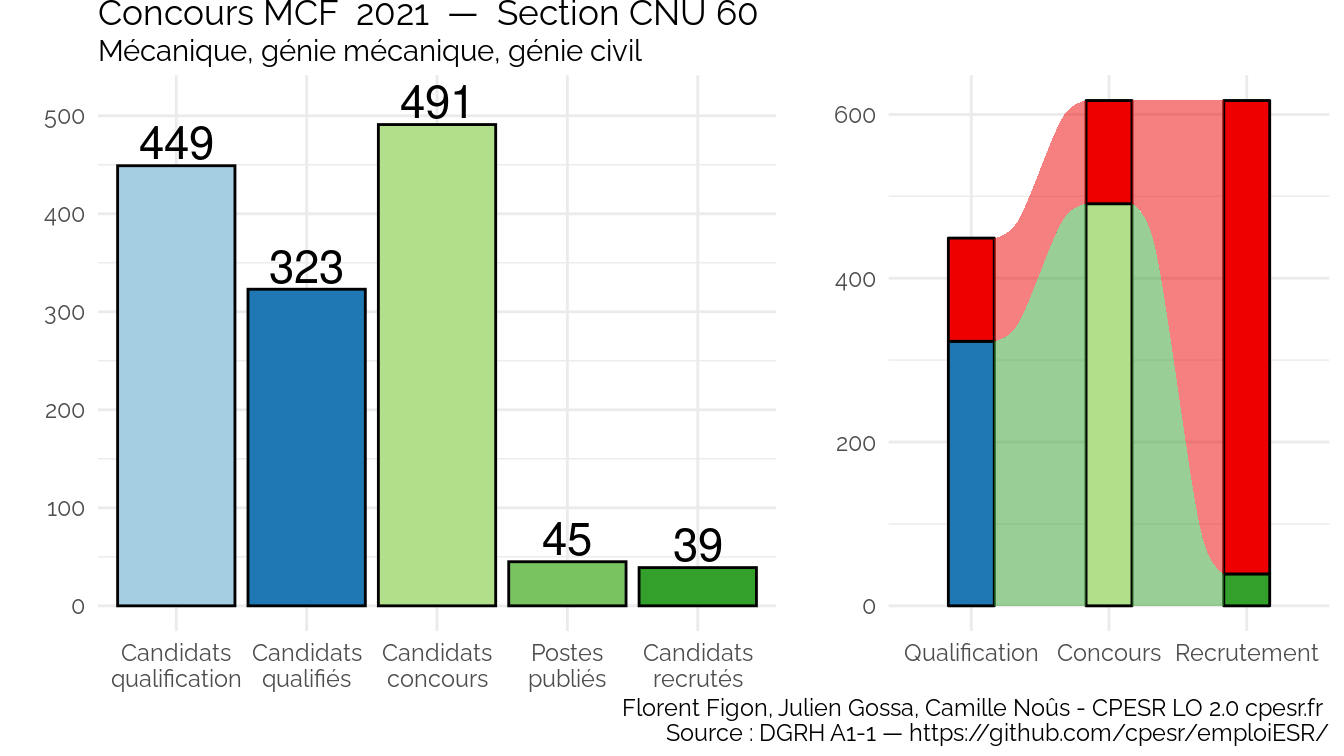 Concours MCF 2021 — Section CNU 60
Mécanique, génie mécanique, génie civil
500
400
300
200
100
0
449
323
491
45
39
Candidats qualification
Candidats qualifiés
Candidats concours
Postes publiés
Candidats recrutés
600
400
200
0
Qualification
Concours
Recrutement
Florent Figon, Julien Gossa, Camille Noûs - CPESR LO 2.0 cpesr.fr
Source : DGRH A1-1 — https://github.com/cpesr/emploiESR/